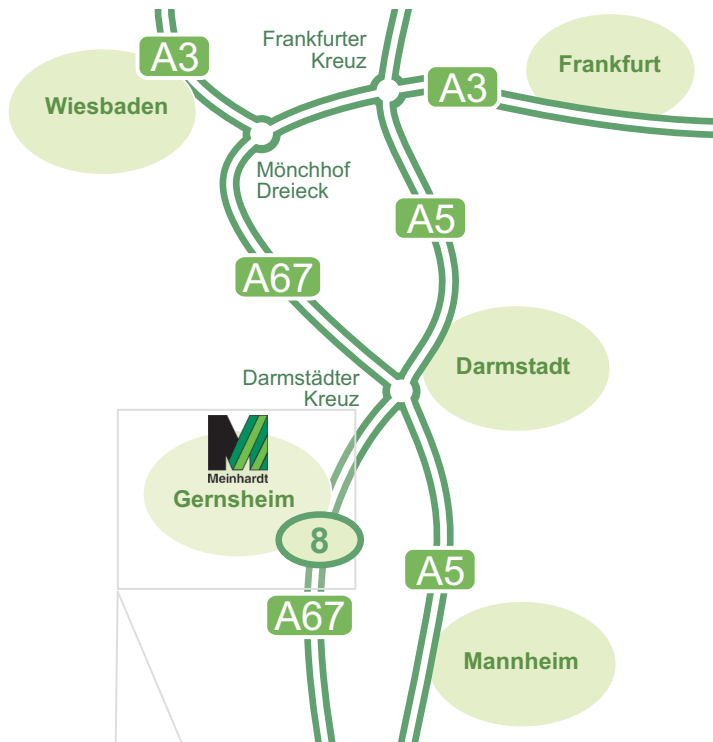 Frankfurter
Kreuz
A3
Frankfurt
A3
Wiesbaden
Mönchhof
Dreieck
A5
A67
Darmstadt
Darmstädter
Kreuz
M
Meinhardt
Gernsheim
8
A5
A67
Mannheim